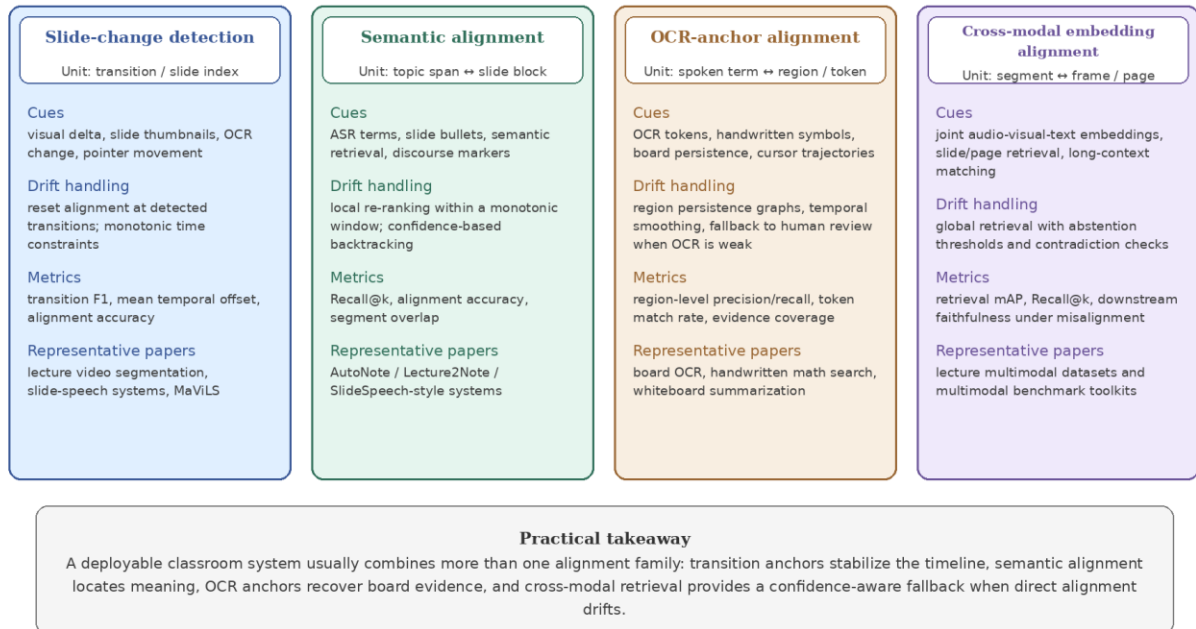 Slide-change detection
Unit: transition / slide index
Cues
visual delta, slide thumbnails, OCR
change, pointer movement
Drift handling
reset alignment at detected
transitions; monotonic time
constraints
Metrics
transition F1, mean temporal offset,
alignment accuracy
Representative papers
lecture video segmentation,
slide-speech systems, MaViLS
Semantic alignment
Unit: topic span ↔ slide block
Cues
ASR terms, slide bullets, semantic
retrieval, discourse markers
Drift handling
local re-ranking within a monotonic
window; confidence-based
backtracking
Metrics
Recall@k, alignment accuracy,
segment overlap
Representative papers
AutoNote / Lecture2Note /
SlideSpeech-style systems
OCR-anchor alignment
Unit: spoken term ↔ region / token
Cues
OCR tokens, handwritten symbols,
board persistence, cursor trajectories
Drift handling
region persistence graphs, temporal
smoothing, fallback to human review
when OCR is weak
Metrics
region-level precision/recall, token
match rate, evidence coverage
Representative papers
board OCR, handwritten math search,
whiteboard summarization
Cross-modal embedding
alignment
Unit: segment ↔ frame / page
Cues
joint audio-visual-text embeddings,
slide/page retrieval, long-context
matching
Drift handling
global retrieval with abstention
thresholds and contradiction checks
Metrics
retrieval mAP, Recall@k, downstream
faithfulness under misalignment
Representative papers
lecture multimodal datasets and
multimodal benchmark toolkits
Practical takeaway
A deployable classroom system usually combines more than one alignment family: transition anchors stabilize the timeline, semantic alignment
locates meaning, OCR anchors recover board evidence, and cross-modal retrieval provides a confidence-aware fallback when direct alignment
drifts.